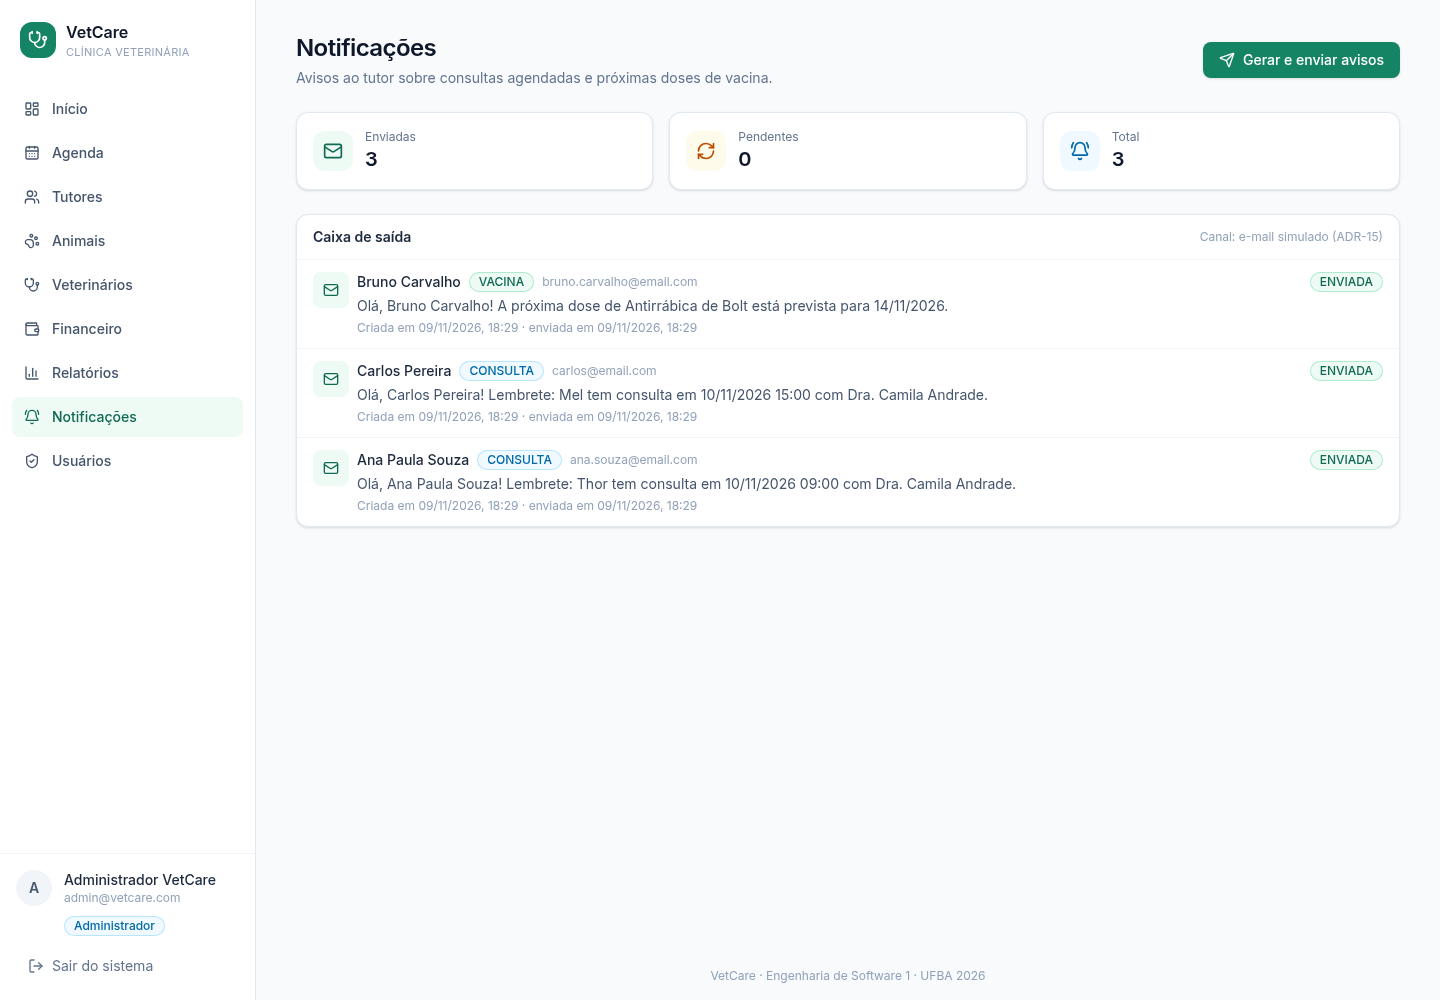 VetCare
CLÍNICA VETERINÁRIA
Início
Agenda
Tutores
Animais
Veterinários
Financeiro
Relatórios
Notificações
Usuários
A
Administrador VetCare
admin@vetcare.com
Administrador
Sair do sistema
Notificações
Avisos ao tutor sobre consultas agendadas e próximas doses de vacina.
Gerar e enviar avisos
Enviadas
3
Pendentes
0
Total
3
Caixa de saída
Canal: e-mail simulado (ADR-15)
Bruno Carvalho VACINA bruno.carvalho@email.com ENVIADA
Olá, Bruno Carvalho! A próxima dose de Antirrábica de Bolt está prevista para 14/11/2026.
Criada em 09/11/2026, 18:29 · enviada em 09/11/2026, 18:29
Carlos Pereira CONSULTA carlos@email.com ENVIADA
Olá, Carlos Pereira! Lembrete: Mel tem consulta em 10/11/2026 15:00 com Dra. Camila Andrade.
Criada em 09/11/2026, 18:29 · enviada em 09/11/2026, 18:29
Ana Paula Souza CONSULTA ana.souza@email.com ENVIADA
Olá, Ana Paula Souza! Lembrete: Thor tem consulta em 10/11/2026 09:00 com Dra. Camila Andrade.
Criada em 09/11/2026, 18:29 · enviada em 09/11/2026, 18:29
VetCare · Engenharia de Software 1 · UFBA 2026